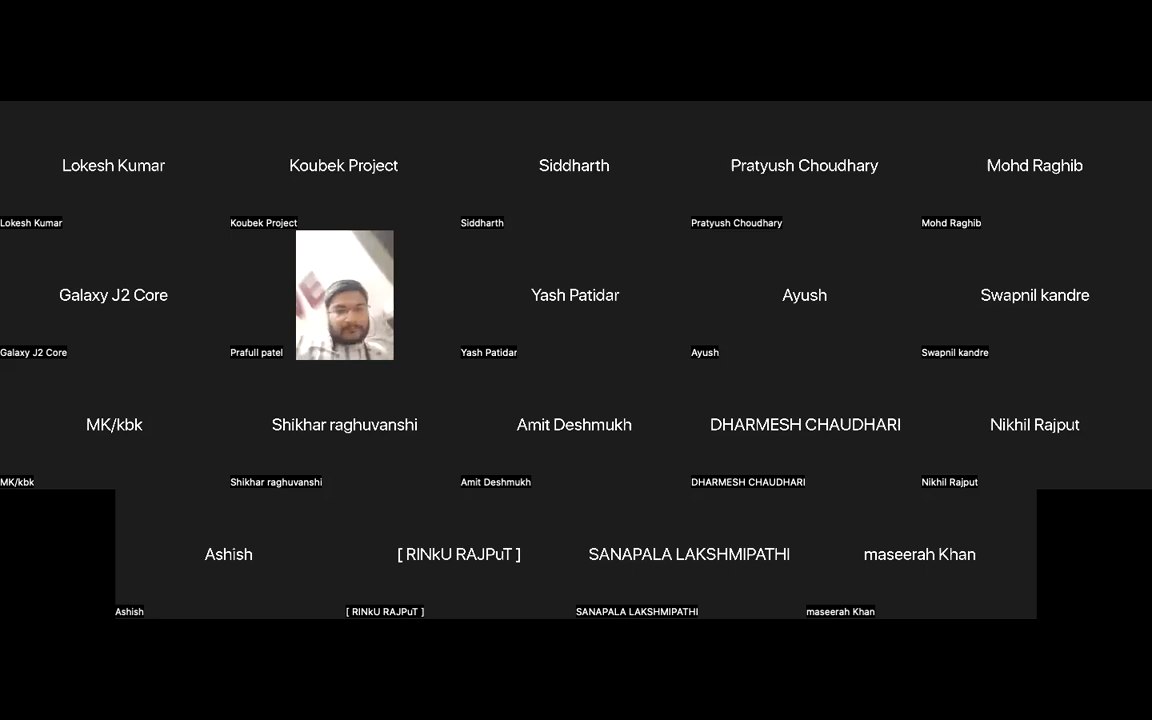 Lokesh Kumar
Koubek Project
Siddharth
Pratyush Choudhary
Mohd Raghib
Lokesh Kumar
Koubek Project
Siddharth
Pratyush Choudhary
Mohd Raghib
Galaxy J2 Core
Yash Patidar
Ayush
Swapnil kandre
Galaxy J2 Core
Prafull patel
Yash Patidar
Ayush
Swapnil kandre
MK/kbk
Shikhar raghuvanshi
Amit Deshmukh
DHARMESH CHAUDHARI
Nikhil Rajput
MK/kbk
Shikhar raghuvanshi
Amit Deshmukh
DHARMESH CHAUDHARI
Nikhil Rajput
Ashish
[ RINkU RAJPuT ]
SANAPALA LAKSHMIPATHI
maseerah Khan
Ashish
[ RINkU RAJPuT ]
SANAPALA LAKSHMIPATHI
maseerah Khan